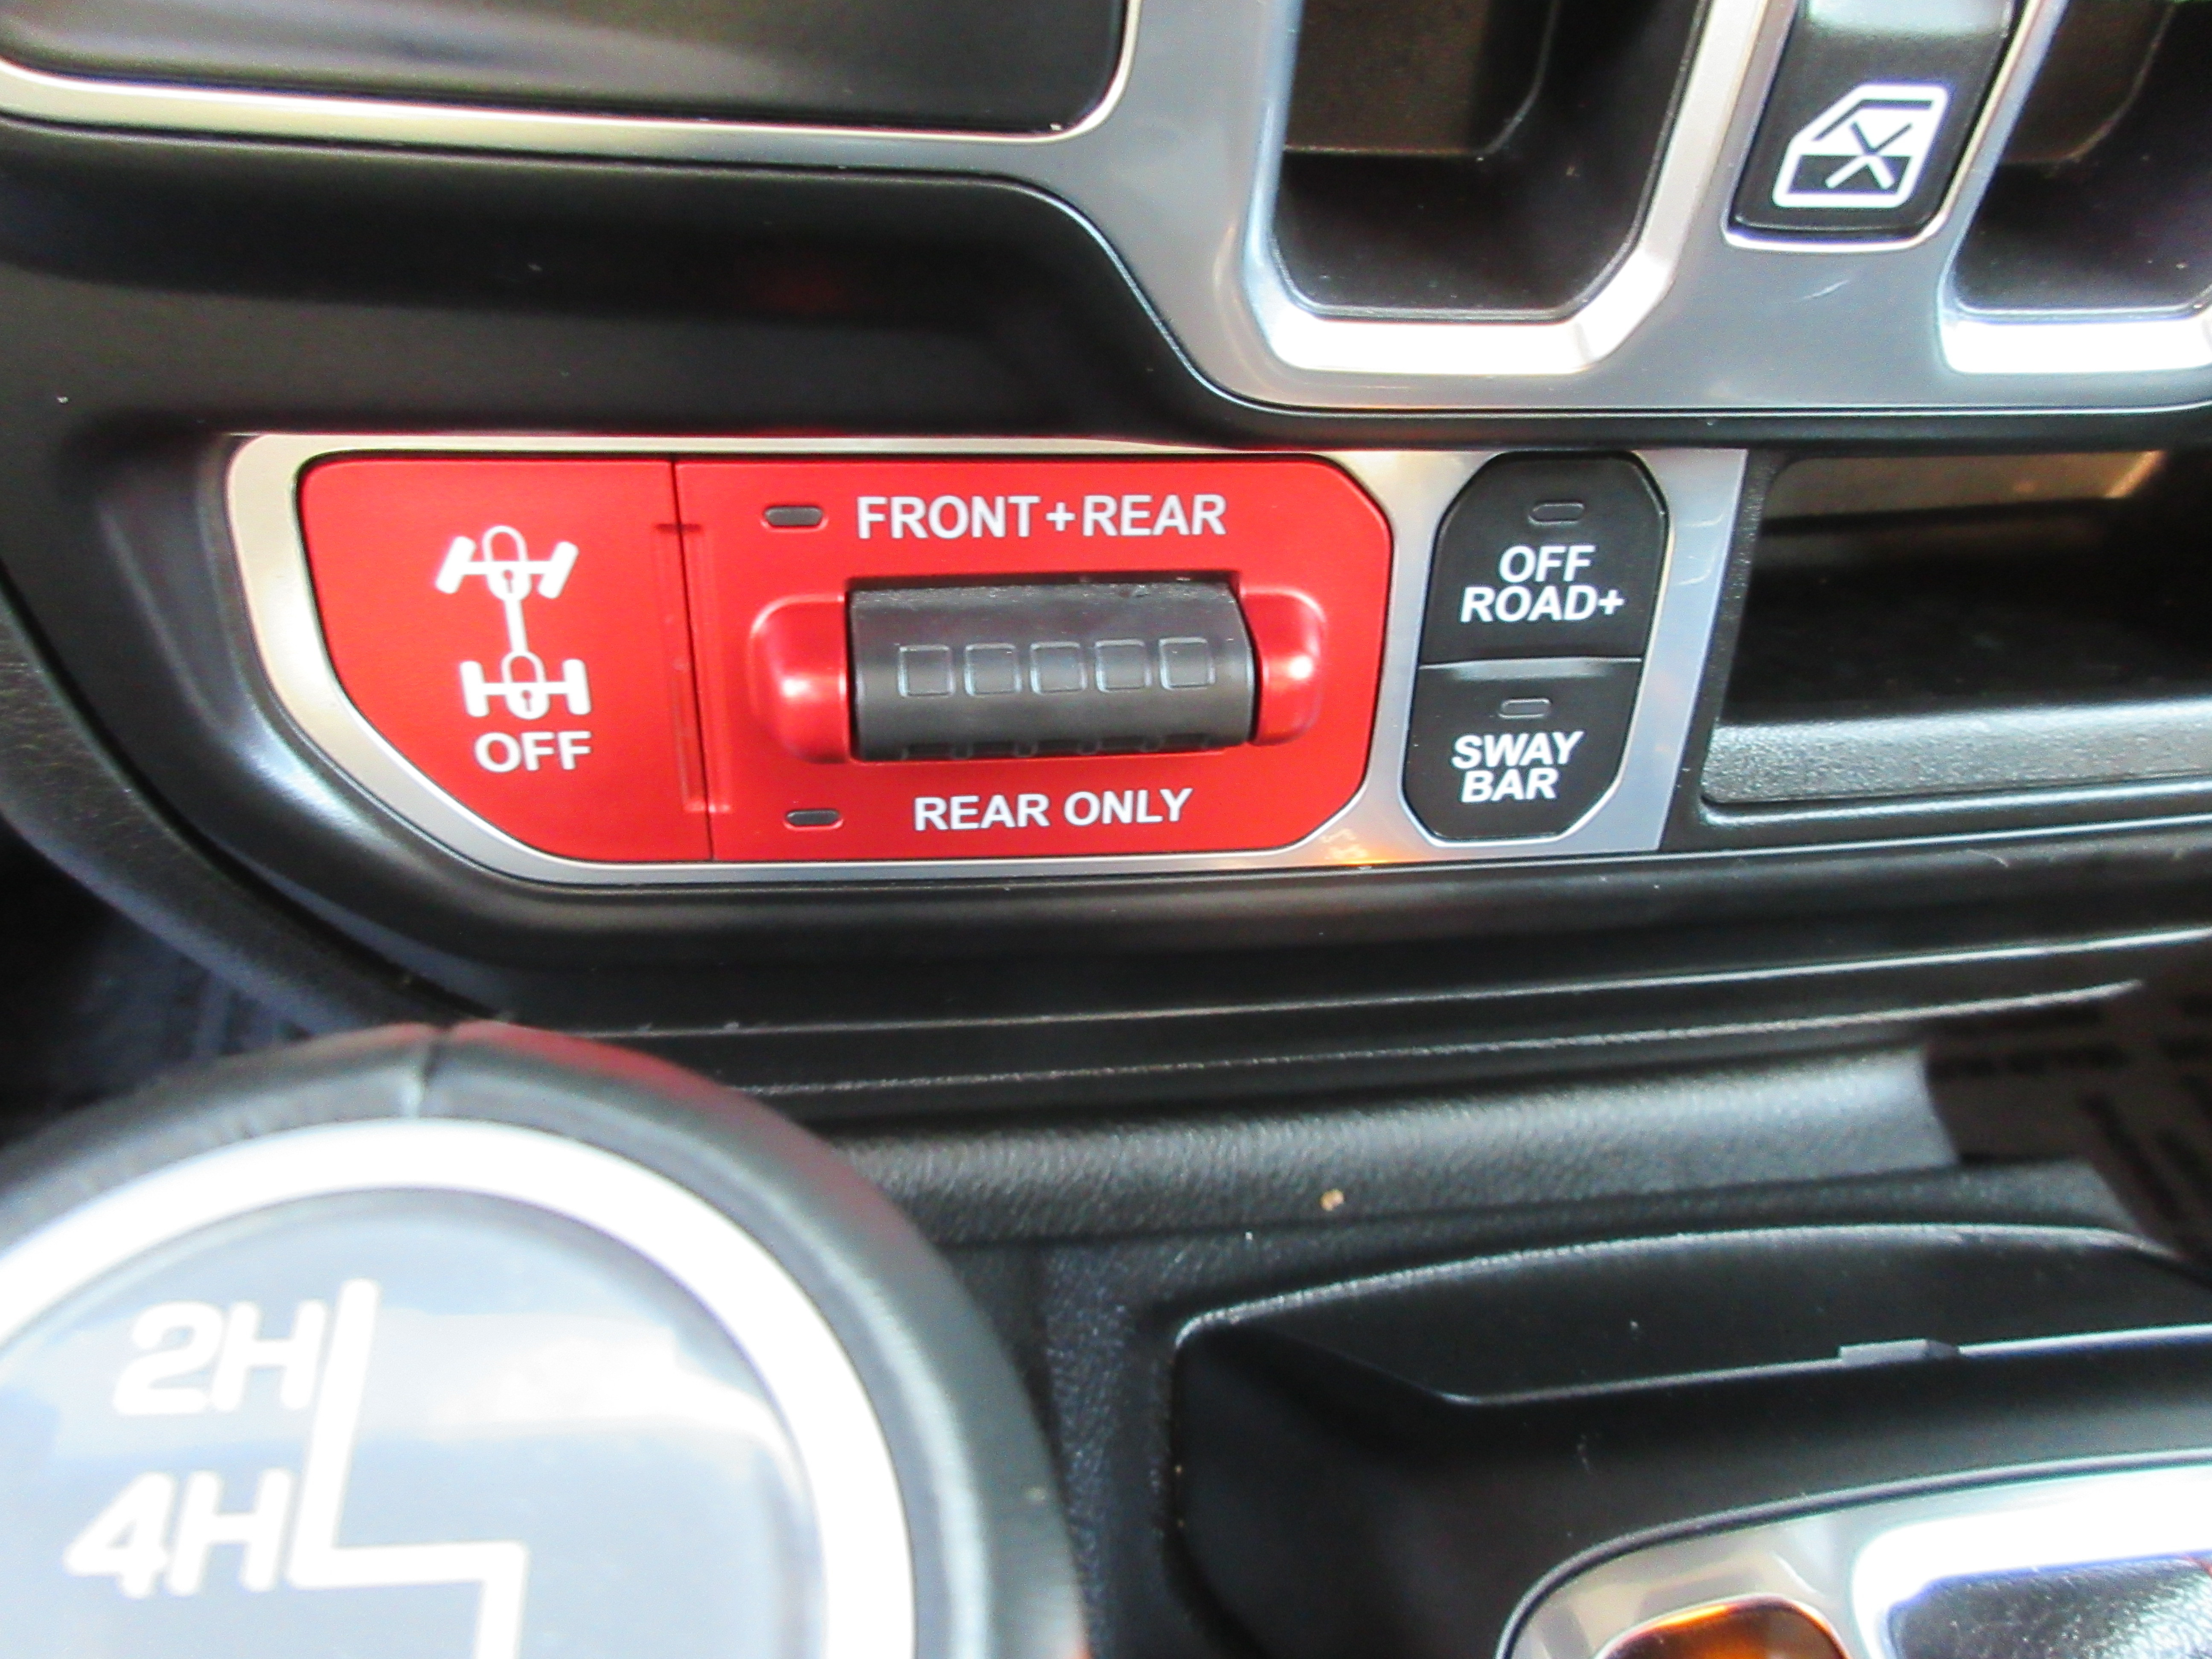 FRONT+REAR
OFF
REAR ONLY
OFF
ROAD+
SWAY
BAR
2H
4H